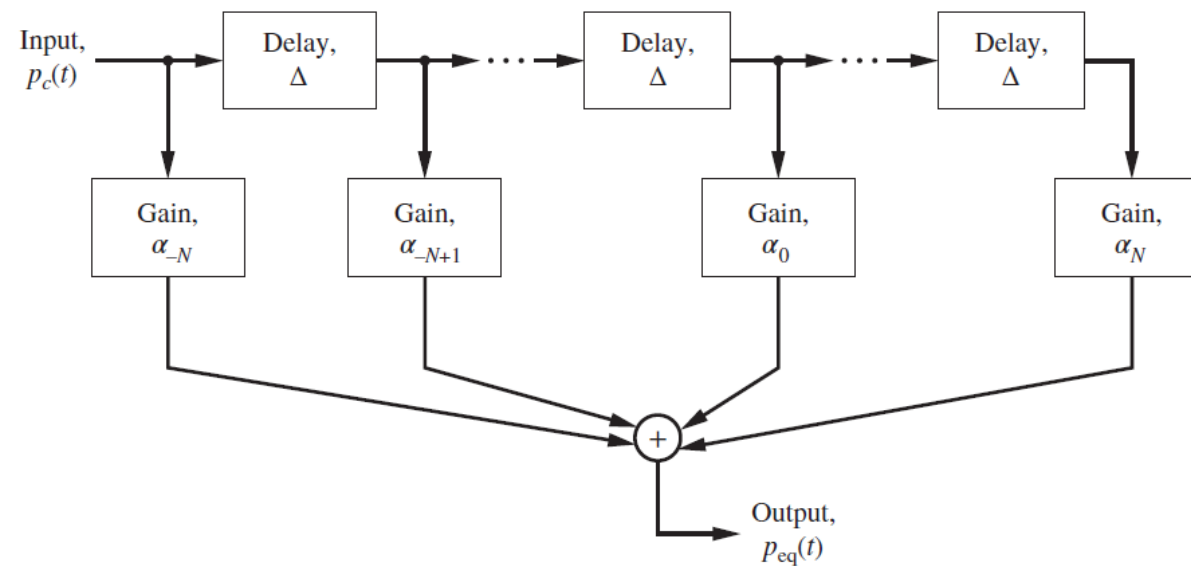 Input,
p_c(t)
Delay,
Δ
Delay,
Δ
Delay,
Δ
Gain,
α_–N
Gain,
α_–N+1
Gain,
α_0
Gain,
α_N
+
Output,
p_eq(t)